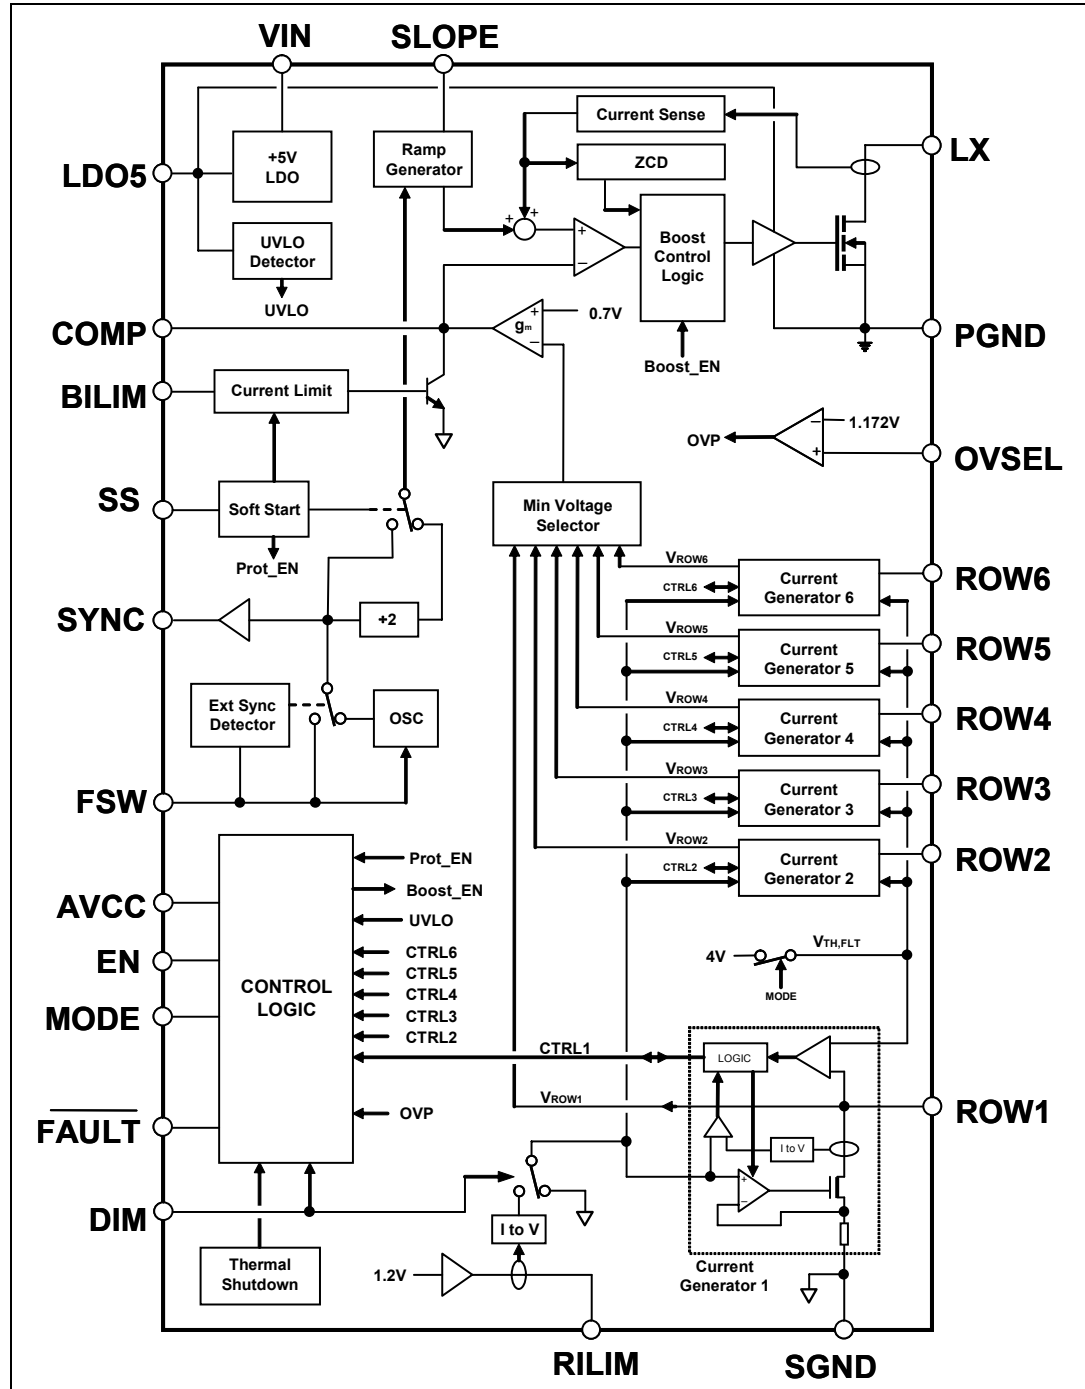 VIN
SLOPE
LDO5
+5V
LDO
Ramp
Generator
Current Sense
ZCD
LX
UVLO
Detector
UVLO
+
+
+
−
Boost
Control
Logic
COMP
gm
+
−
0.7V
PGND
Boost_EN
BILIM
Current Limit
OVP
−
+
1.172V
OVSEL
SS
Soft Start
Min Voltage
Selector
Prot_EN
SYNC
÷2
VROW6
CTRL6
Current
Generator 6
ROW6
VROW5
CTRL5
Current
Generator 5
ROW5
Ext Sync
Detector
OSC
VROW4
CTRL4
Current
Generator 4
ROW4
FSW
VROW3
CTRL3
Current
Generator 3
ROW3
VROW2
CTRL2
Current
Generator 2
ROW2
Prot_EN
Boost_EN
AVCC
UVLO
EN
CONTROL
LOGIC
CTRL6
CTRL5
CTRL4
CTRL3
CTRL2
4V
VTH,FLT
MODE
MODE
CTRL1
LOGIC
VROW1
ROW1
FAULT
OVP
I to V
+
−
DIM
I to V
Thermal
Shutdown
1.2V
Current
Generator 1
RILIM
SGND